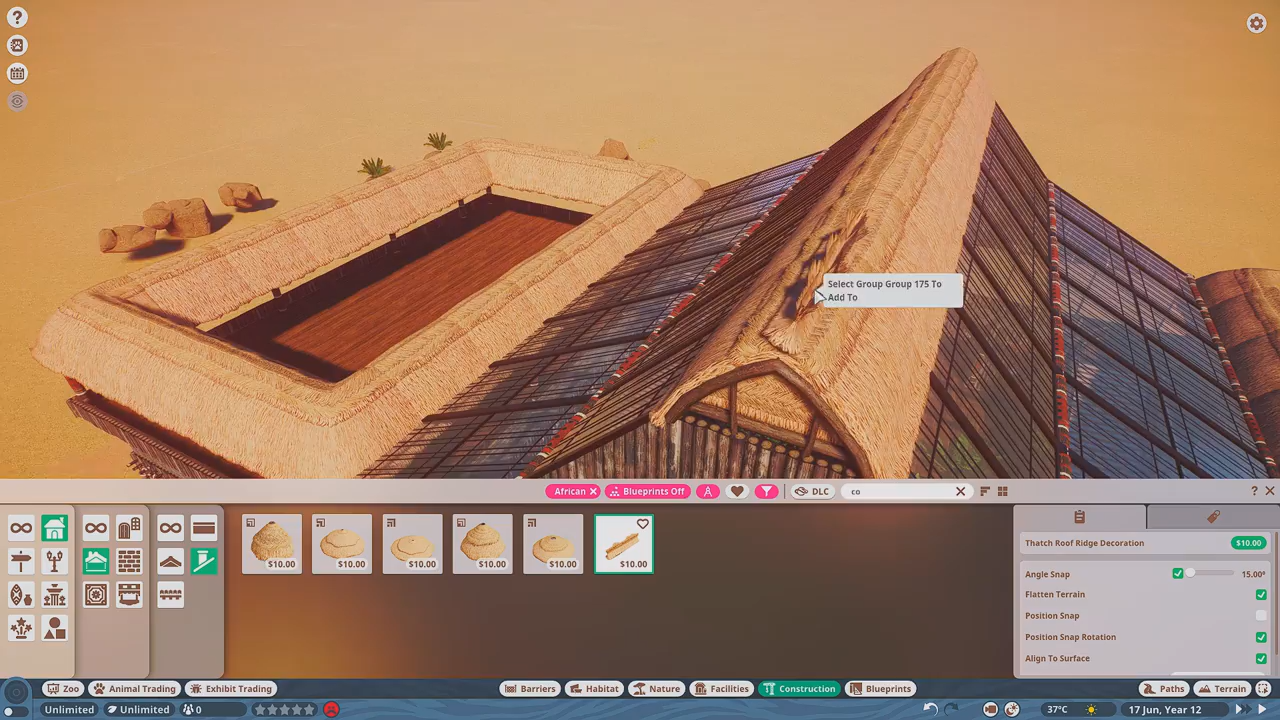 Select Group Group 175 To
Add To
African
Blueprints Off
DLC
co
?
$10.00
$10.00
$10.00
$10.00
$10.00
$10.00
Thatch Roof Ridge Decoration
$10.00
Angle Snap
15.00°
Flatten Terrain
Position Snap
Position Snap Rotation
Align To Surface
Zoo
Animal Trading
Exhibit Trading
Barriers
Habitat
Nature
Facilities
Construction
Blueprints
Paths
Terrain
Unlimited
Unlimited
0
37°C
17 Jun, Year 12